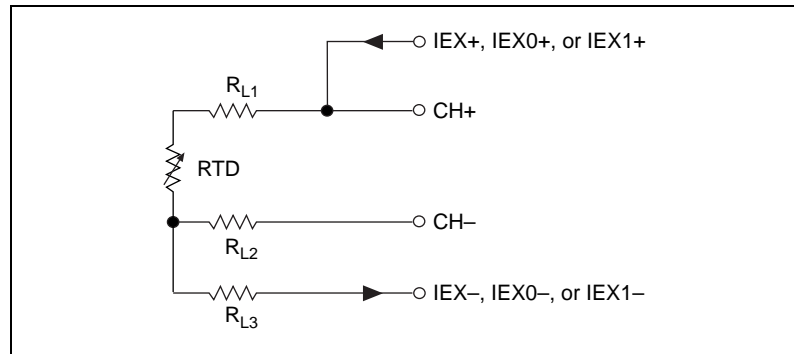 IEX+, IEX0+, or IEX1+
RL1
CH+
RTD
CH–
RL2
IEX–, IEX0–, or IEX1–
RL3